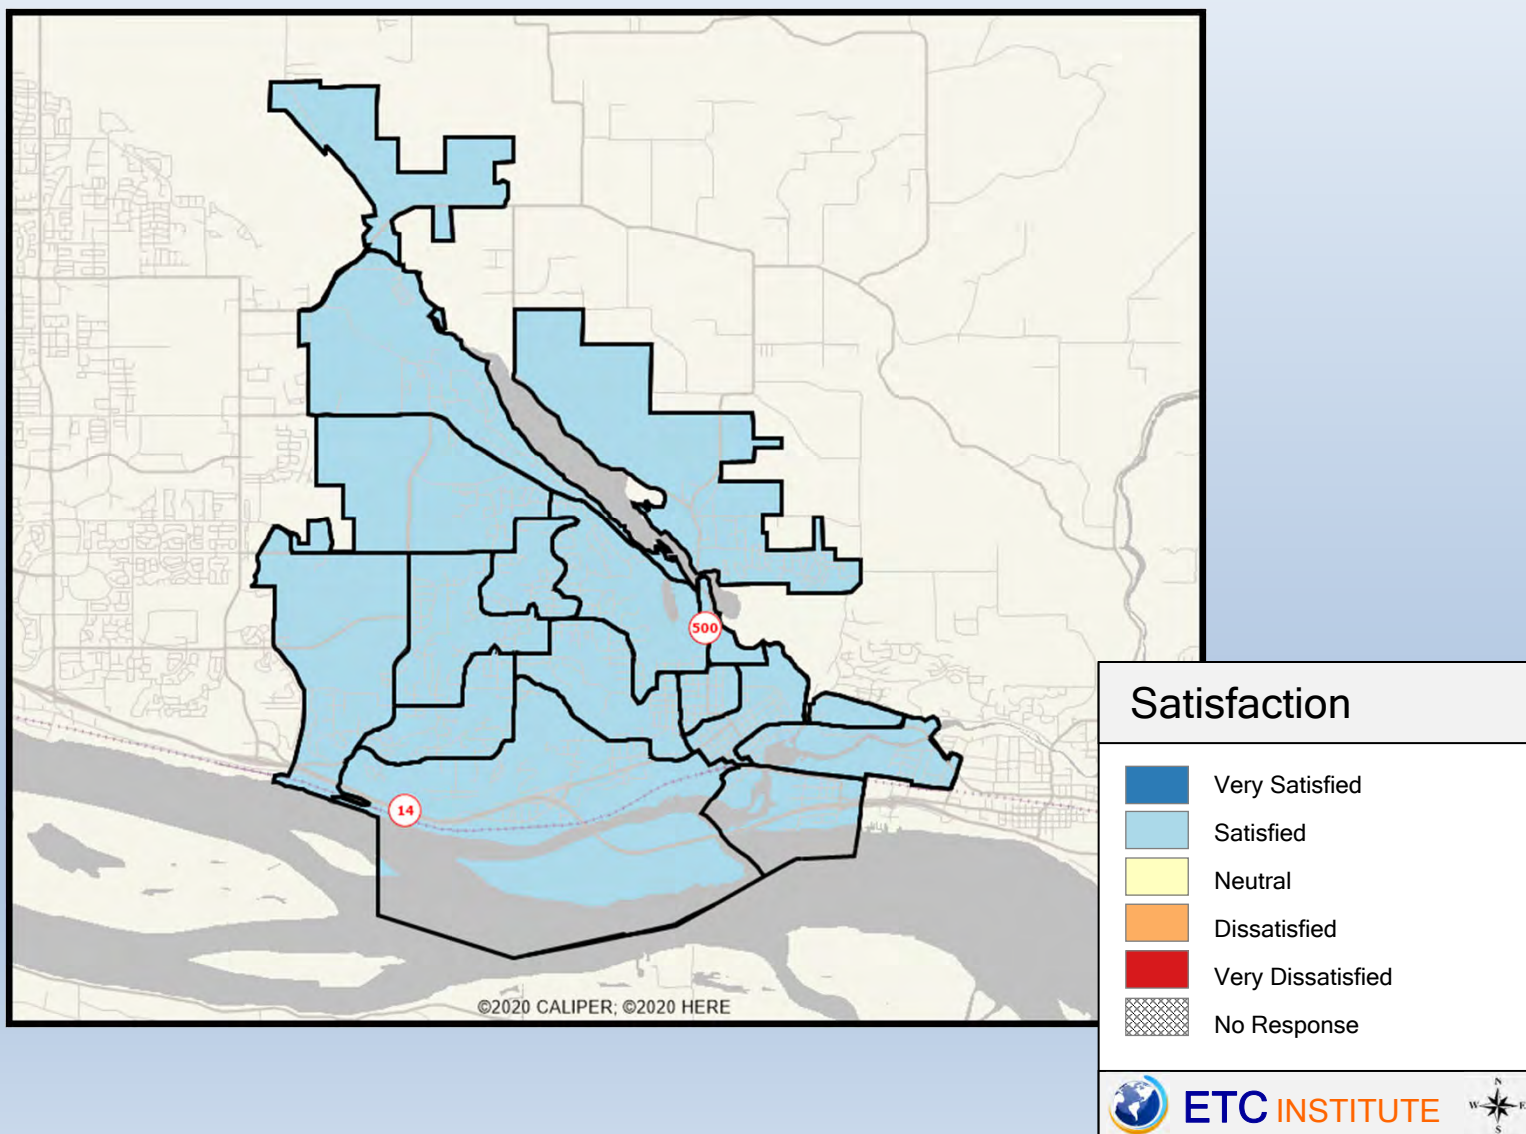 500
14
©2020 CALIPER; ©2020 HERE
Satisfaction
Very Satisfied
Satisfied
Neutral
Dissatisfied
Very Dissatisfied
No Response
ETC INSTITUTE
N
W E
S